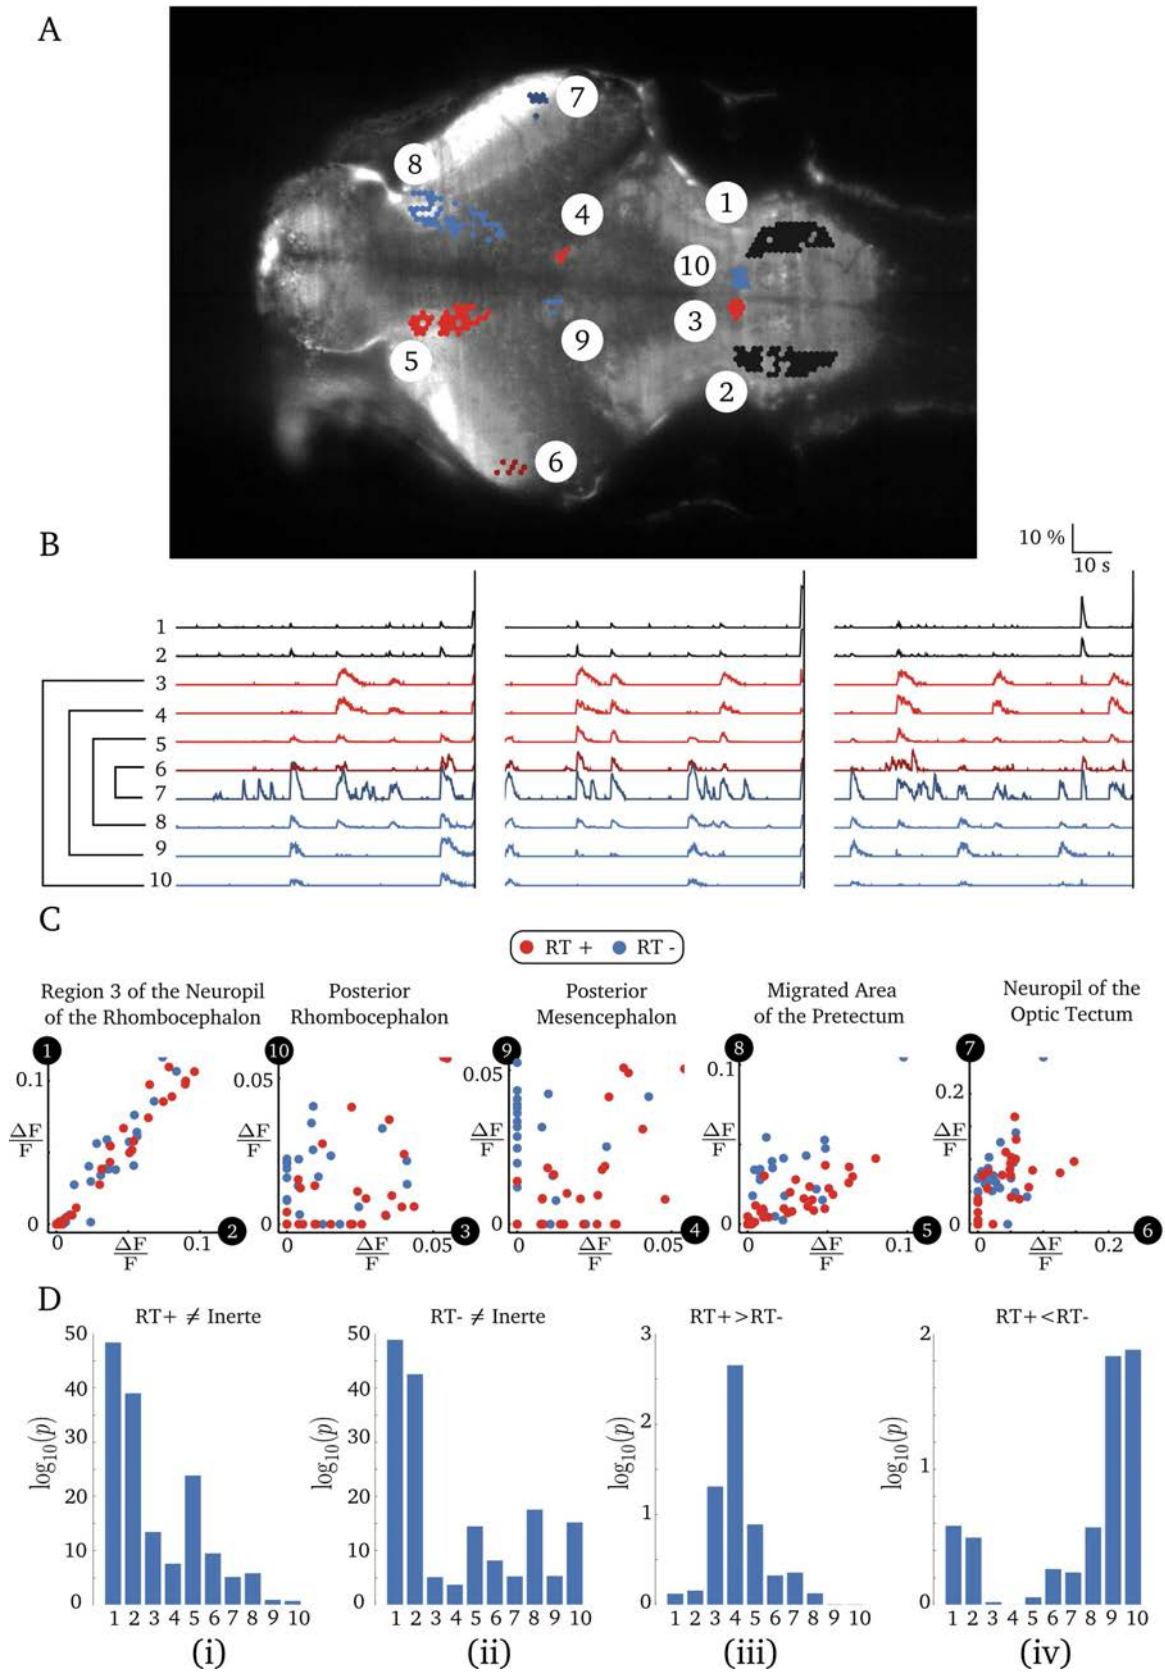 A
7
8
4
1
10
3
9
5
2
6
B
10 %
10 s
1
2
3
4
5
6
7
8
9
10
C
RT + RT -
Region 3 of the Neuropil
of the Rhombocephalon
Posterior
Rhombocephalon
Posterior
Mesencephalon
Migrated Area
of the Pretectum
Neuropil of the
Optic Tectum
1
0.1
ΔF
F
0
0
ΔF
F
0.1
2
10
0.05
ΔF
F
0
0
ΔF
F
0.05
3
9
0.05
ΔF
F
0
0
ΔF
F
0.05
4
8
0.1
ΔF
F
0
0
ΔF
F
0.1
5
7
0.2
ΔF
F
0
0
ΔF
F
0.2
6
D
RT+ ≠ Inerte
50
40
30
20
10
0
log10(p)
1 2 3 4 5 6 7 8 9 10
(i)
RT- ≠ Inerte
50
40
30
20
10
0
log10(p)
1 2 3 4 5 6 7 8 9 10
(ii)
RT+>RT-
3
2
1
0
log10(p)
1 2 3 4 5 6 7 8 9 10
(iii)
RT+<RT-
2
1
0
log10(p)
1 2 3 4 5 6 7 8 9 10
(iv)